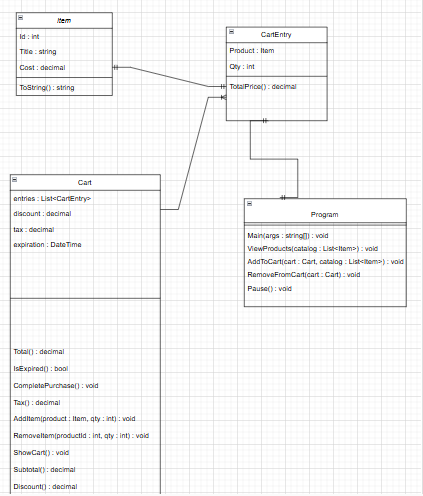 Item
Id : int
Title : string
Cost : decimal
ToString() : string
CartEntry
Product : Item
Qty : int
TotalPrice() : decimal
Cart
entries : List<CartEntry>
discount : decimal
tax : decimal
expiration : DateTime
Total() : decimal
IsExpired() : bool
CompletePurchase() : void
Tax() : decimal
AddItem(product : Item, qty : int) : void
RemoveItem(productId : int, qty : int) : void
ShowCart() : void
Subtotal() : decimal
Discount() : decimal
Program
Main(args : string[]) : void
ViewProducts(catalog : List<Item>) : void
AddToCart(cart : Cart, catalog : List<Item>) : void
RemoveFromCart(cart : Cart) : void
Pause() : void